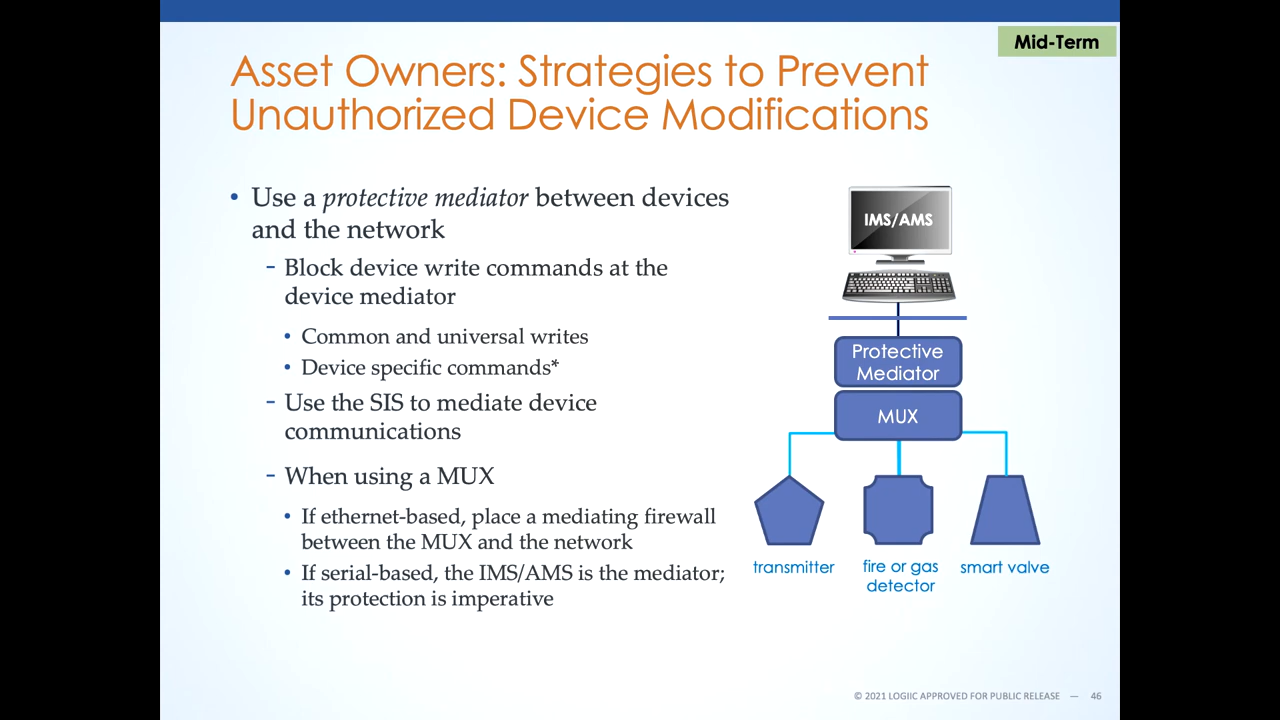 Mid-Term
Asset Owners: Strategies to Prevent
Unauthorized Device Modifications
• Use a protective mediator between devices
and the network
- Block device write commands at the
device mediator
• Common and universal writes
• Device specific commands*
- Use the SIS to mediate device
communications
- When using a MUX
• If ethernet-based, place a mediating firewall
between the MUX and the network
• If serial-based, the IMS/AMS is the mediator;
its protection is imperative
IMS/AMS
Protective
Mediator
MUX
transmitter
fire or gas
detector
smart valve
© 2021 LOGIIC APPROVED FOR PUBLIC RELEASE — 46